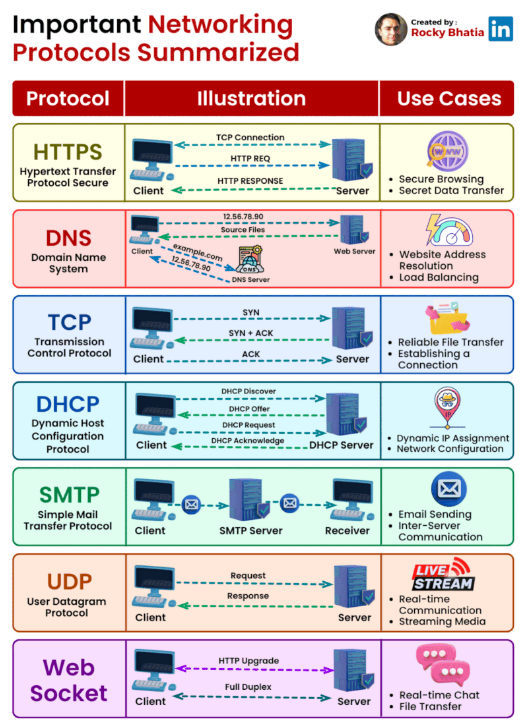 Important Networking
Protocols Summarized
Created by :
Rocky Bhatia
in
Protocol
Illustration
Use Cases
HTTPS
Hypertext Transfer
Protocol Secure
TCP Connection
HTTP REQ
HTTP RESPONSE
Client
Server
WWW
Secure Browsing
Secret Data Transfer
DNS
Domain Name
System
12.56.78.90
Source Files
example.com
12.56.78.90
Client
Web Server
DNS
DNS Server
Website Address
Resolution
Load Balancing
TCP
Transmission
Control Protocol
SYN
SYN + ACK
ACK
Client
Server
Reliable File Transfer
Establishing a
Connection
DHCP
Dynamic Host
Configuration
Protocol
DHCP Discover
DHCP Offer
DHCP Request
DHCP Acknowledge
Client
DHCP Server
IP
Dynamic IP Assignment
Network Configuration
SMTP
Simple Mail
Transfer Protocol
Client
SMTP Server
Receiver
Email Sending
Inter-Server
Communication
UDP
User Datagram
Protocol
Request
Response
Client
Server
LIVE
STREAM
Real-time
Communication
Streaming Media
Web
Socket
HTTP Upgrade
Full Duplex
Client
Server
Real-time Chat
File Transfer